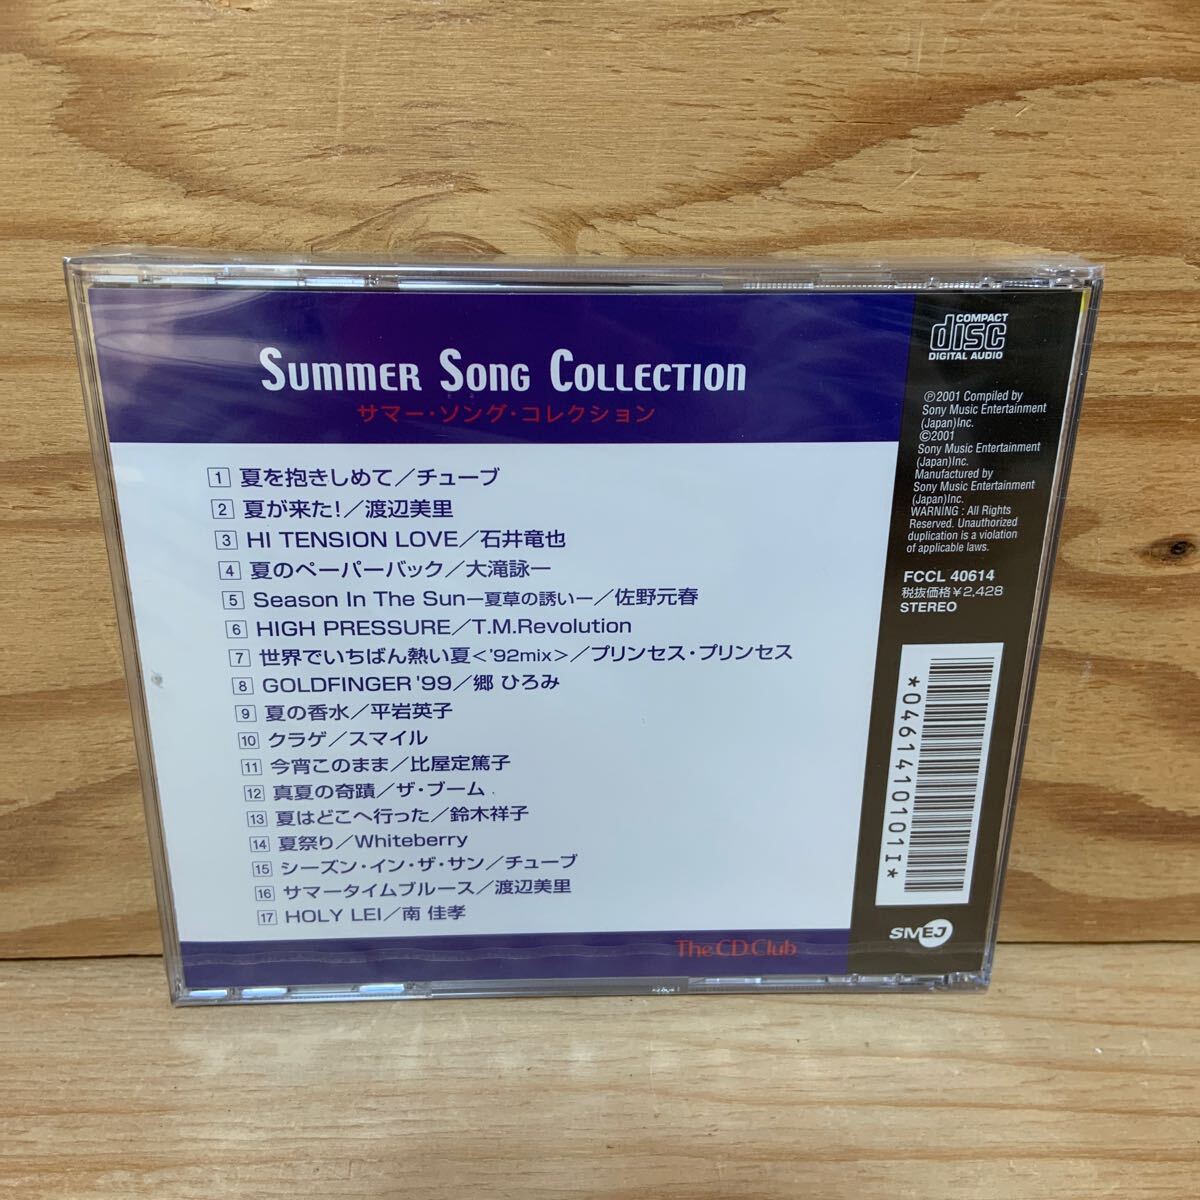 SUMMER SONG COLLECTION
サマー・ソング・コレクション
1 夏を抱きしめて／チューブ
2 夏が来た!／渡辺美里
3 HI TENSION LOVE／石井竜也
4 夏のペーパーバック／大滝詠一
5 Season In The Sun―夏草の誘い―／佐野元春
6 HIGH PRESSURE／T.M.Revolution
7 世界でいちばん熱い夏<'92mix>／プリンセス・プリンセス
8 GOLDFINGER '99／郷 ひろみ
9 夏の香水／平岩英子
10 クラゲ／スマイル
11 今宵このまま／比屋定篤子
12 真夏の奇蹟／ザ・ブーム
13 夏はどこへ行った／鈴木祥子
14 夏祭り／Whiteberry
15 シーズン・イン・ザ・サン／チューブ
16 サマータイムブルース／渡辺美里
17 HOLY LEI／南 佳孝
The CD Club
COMPACT
disc
DIGITAL AUDIO
Ⓟ2001 Compiled by
Sony Music Entertainment
(Japan)Inc.
©2001
Sony Music Entertainment
(Japan)Inc.
Manufactured by
Sony Music Entertainment
(Japan)Inc.
WARNING : All Rights
Reserved. Unauthorized
duplication is a violation
of applicable laws.
FCCL 40614
税抜価格¥2,428
STEREO
*0461410101I*
SMEJ